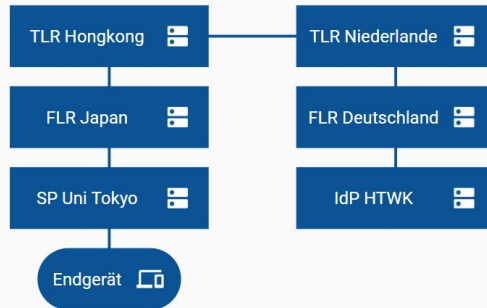 TLR Hongkong
TLR Niederlande
FLR Japan
FLR Deutschland
SP Uni Tokyo
IdP HTWK
Endgerät